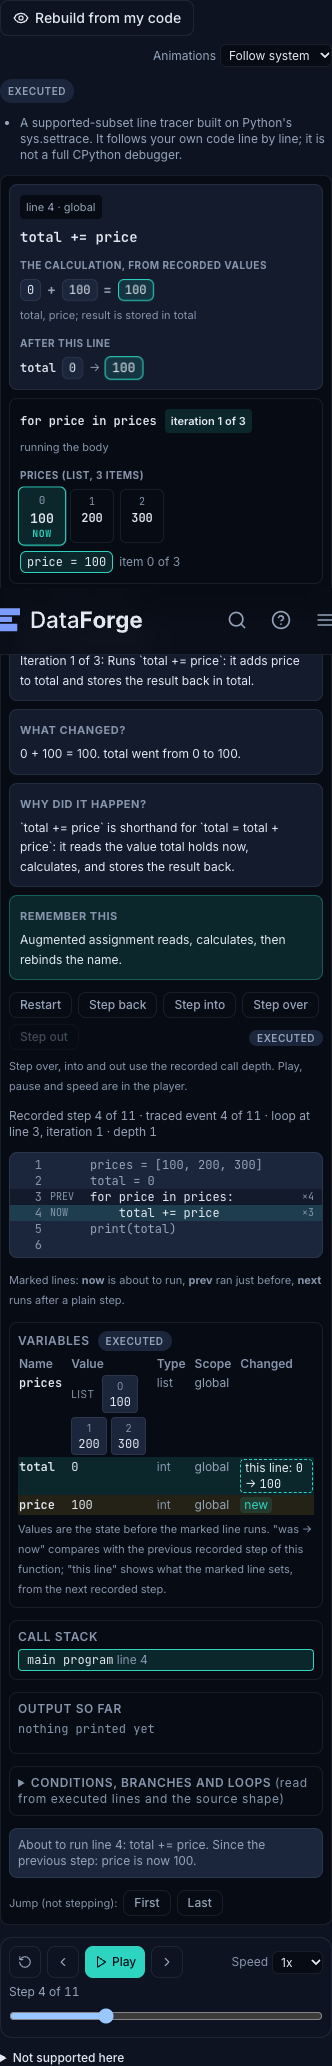 Rebuild from my code
Animations Follow system
EXECUTED
• A supported-subset line tracer built on Python's
sys.settrace. It follows your own code line by line; it is
not a full CPython debugger.
line 4 · global
total += price
THE CALCULATION, FROM RECORDED VALUES
0 + 100 = 100
total, price; result is stored in total
AFTER THIS LINE
total 0 → 100
for price in prices iteration 1 of 3
running the body
PRICES (LIST, 3 ITEMS)
0 1 2
100 200 300
NOW
price = 100 item 0 of 3
DataForge
Iteration 1 of 3: Runs `total += price`: it adds price
to total and stores the result back in total.
WHAT CHANGED?
0 + 100 = 100. total went from 0 to 100.
WHY DID IT HAPPEN?
`total += price` is shorthand for `total = total +
price`: it reads the value total holds now,
calculates, and stores the result back.
REMEMBER THIS
Augmented assignment reads, calculates, then
rebinds the name.
Restart Step back Step into Step over
Step out EXECUTED
Step over, into and out use the recorded call depth. Play,
pause and speed are in the player.
Recorded step 4 of 11 · traced event 4 of 11 · loop at
line 3, iteration 1 · depth 1
1 prices = [100, 200, 300]
2 total = 0
3 PREV for price in prices: ×4
4 NOW total += price ×3
5 print(total)
6
Marked lines: now is about to run, prev ran just before, next
runs after a plain step.
VARIABLES EXECUTED
Name Value Type Scope Changed
prices LIST 0 100 list global
1 200 2 300
total 0 int global this line: 0
→ 100
price 100 int global new
Values are the state before the marked line runs. "was →
now" compares with the previous recorded step of this
function; "this line" shows what the marked line sets,
from the next recorded step.
CALL STACK
main program line 4
OUTPUT SO FAR
nothing printed yet
▶ CONDITIONS, BRANCHES AND LOOPS (read
from executed lines and the source shape)
About to run line 4: total += price. Since the
previous step: price is now 100.
Jump (not stepping): First Last
Play Speed 1x
Step 4 of 11
▶ Not supported here